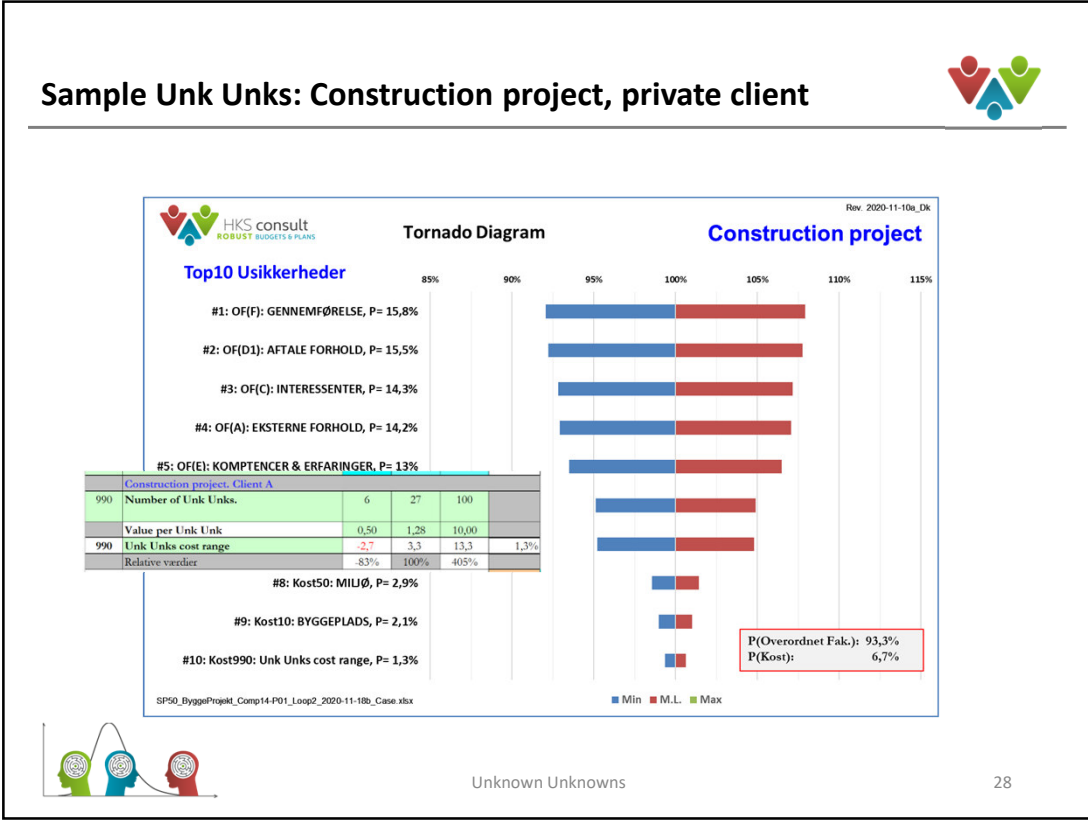 Sample Unk Unks: Construction project, private client
Rev. 2020-11-10a_Dk
HKS consult
ROBUST BUDGETS & PLANS
Tornado Diagram
Construction project
Top10 Usikkerheder
85% 90% 95% 100% 105% 110% 115%
#1: OF(F): GENNEMFØRELSE, P= 15,8%
#2: OF(D1): AFTALE FORHOLD, P= 15,5%
#3: OF(C): INTERESSENTER, P= 14,3%
#4: OF(A): EKSTERNE FORHOLD, P= 14,2%
#5: OF(E): KOMPTENCER & ERFARINGER, P= 13%
Construction project. Client A
990 Number of Unk Unks. 6 27 100
Value per Unk Unk 0,50 1,28 10,00
990 Unk Unks cost range -2,7 3,3 13,3 1,3%
Relative værdier -83% 100% 405%
#8: Kost50: MILJØ, P= 2,9%
#9: Kost10: BYGGEPLADS, P= 2,1%
#10: Kost990: Unk Unks cost range, P= 1,3%
P(Overordnet Fak.): 93,3%
P(Kost): 6,7%
SP50_ByggeProjekt_Comp14-P01_Loop2_2020-11-18b_Case.xlsx
Min M.L. Max
Unknown Unknowns
28